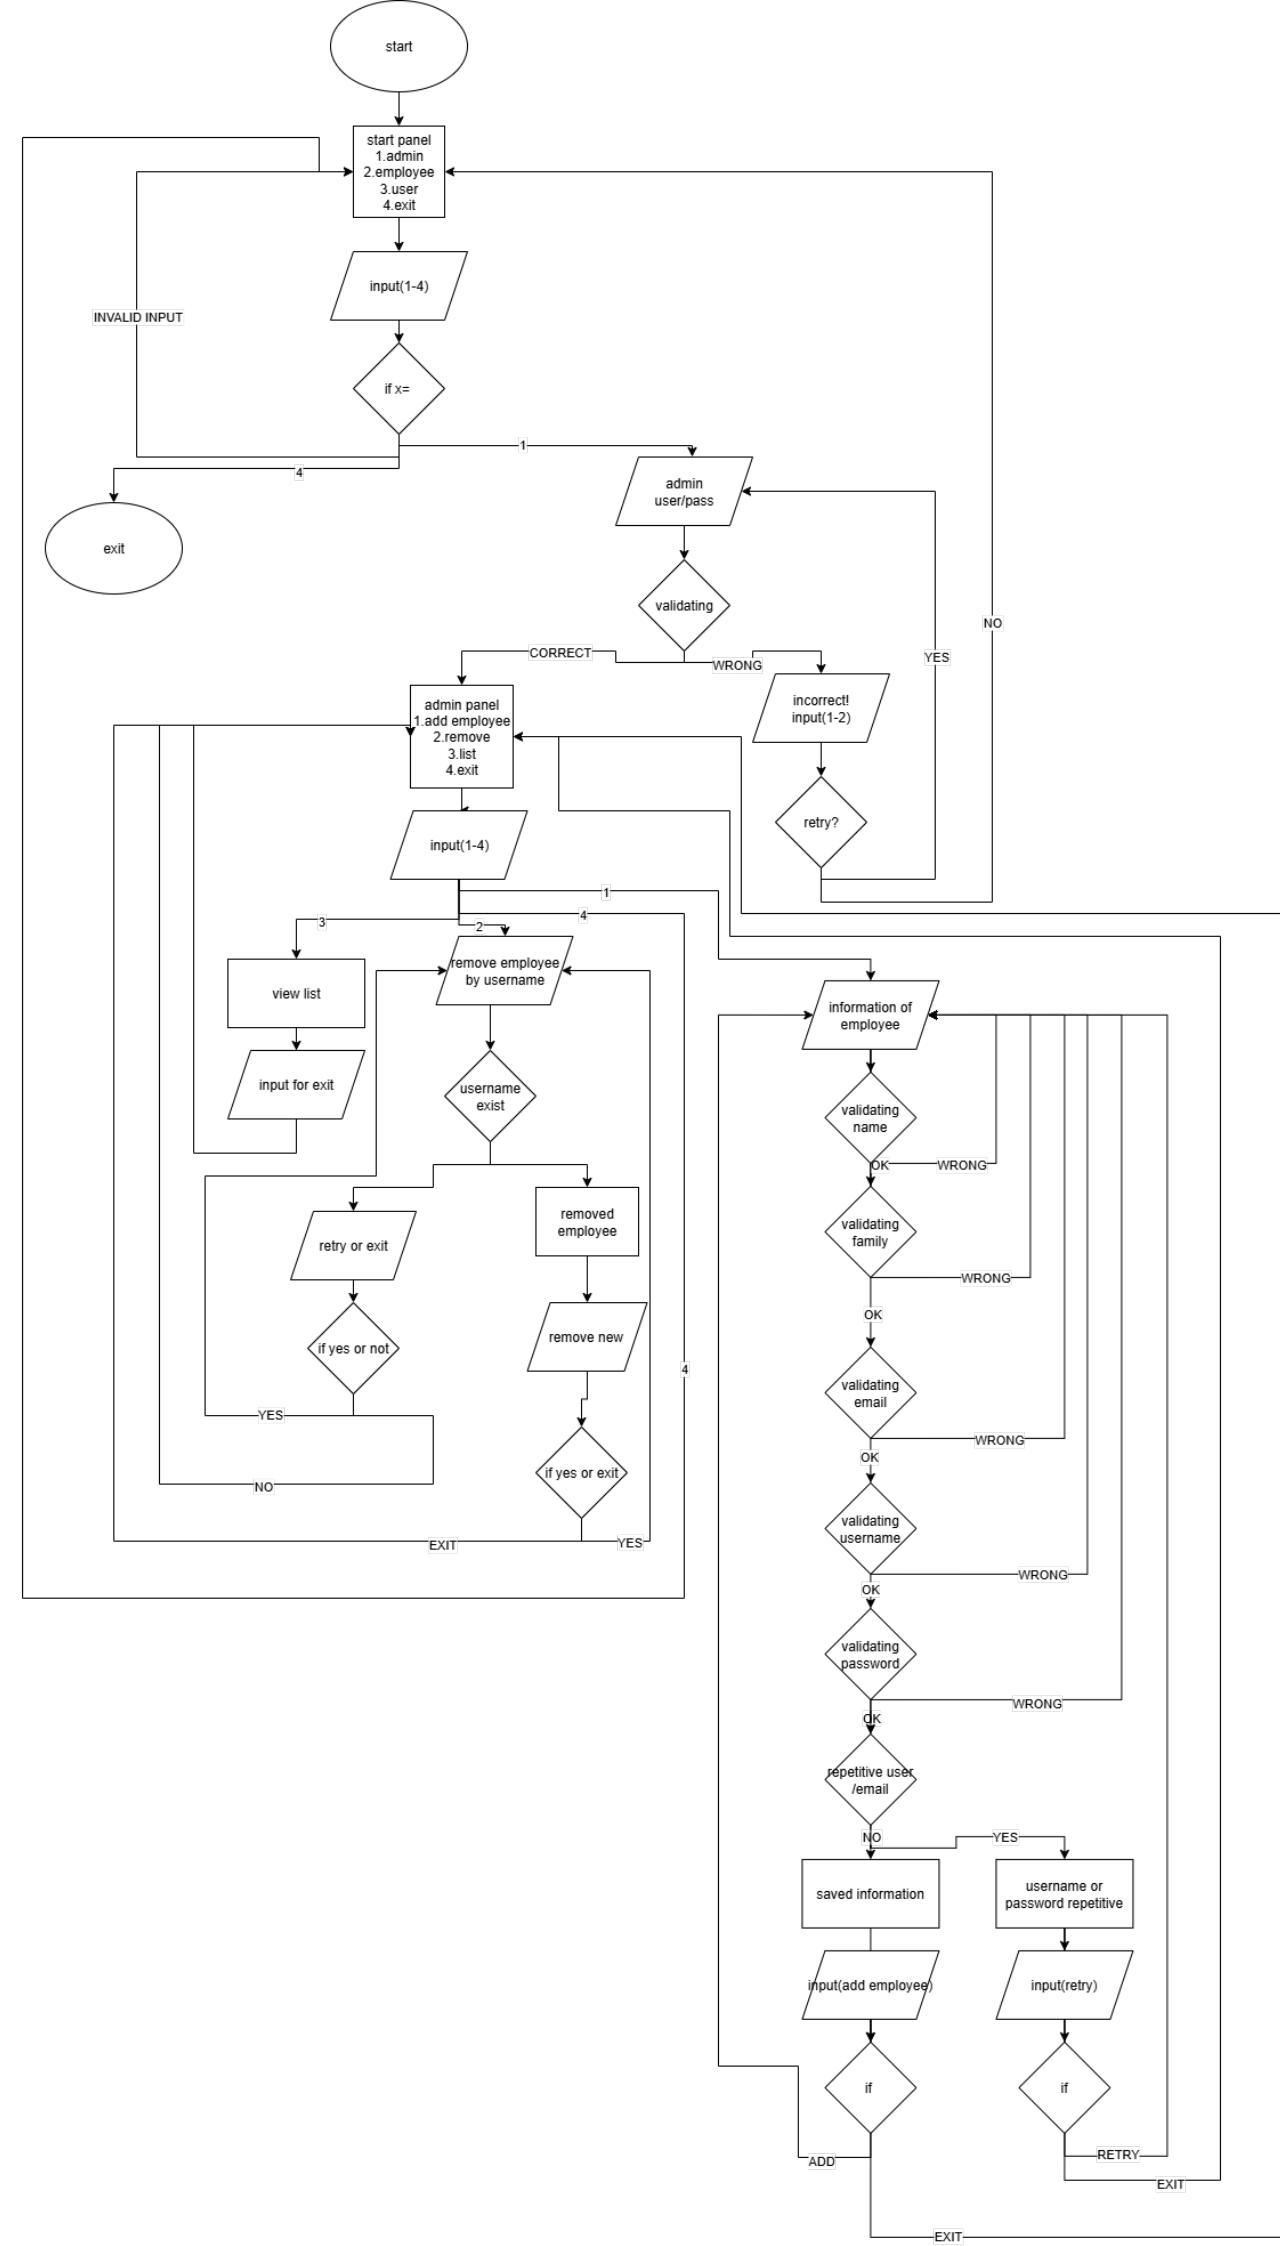 start
start panel
1.admin
2.employee
3.user
4.exit
input(1-4)
INVALID INPUT
if x=
1
4
admin
user/pass
exit
validating
NO
CORRECT
WRONG
YES
incorrect!
input(1-2)
admin panel
1.add employee
2.remove
3.list
4.exit
retry?
input(1-4)
1
4
3
2
remove employee
by username
view list
information of
employee
input for exit
username
exist
validating
name
OK
WRONG
removed
employee
validating
family
retry or exit
WRONG
OK
remove new
if yes or not
4
validating
email
YES
WRONG
OK
if yes or exit
NO
validating
username
EXIT
YES
WRONG
OK
validating
password
WRONG
OK
repetitive user
/email
NO
YES
saved information
username or
password repetitive
input(add employee)
input(retry)
if
if
ADD
RETRY
EXIT
EXIT